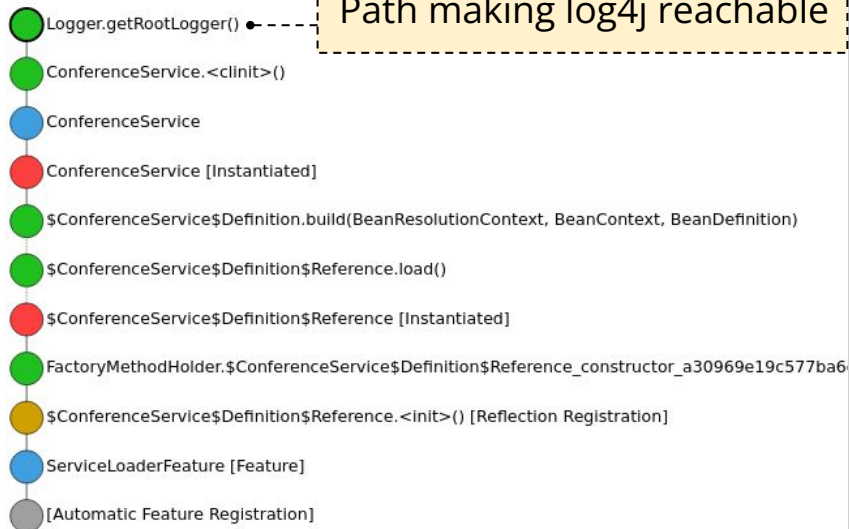 Path making log4j reachable
Logger.getRootLogger()
ConferenceService.<clinit>()
ConferenceService
ConferenceService [Instantiated]
$ConferenceService$Definition.build(BeanResolutionContext, BeanContext, BeanDefinition)
$ConferenceService$Definition$Reference.load()
$ConferenceService$Definition$Reference [Instantiated]
FactoryMethodHolder.$ConferenceService$Definition$Reference_constructor_a30969e19c577ba6
$ConferenceService$Definition$Reference.<init>() [Reflection Registration]
ServiceLoaderFeature [Feature]
[Automatic Feature Registration]